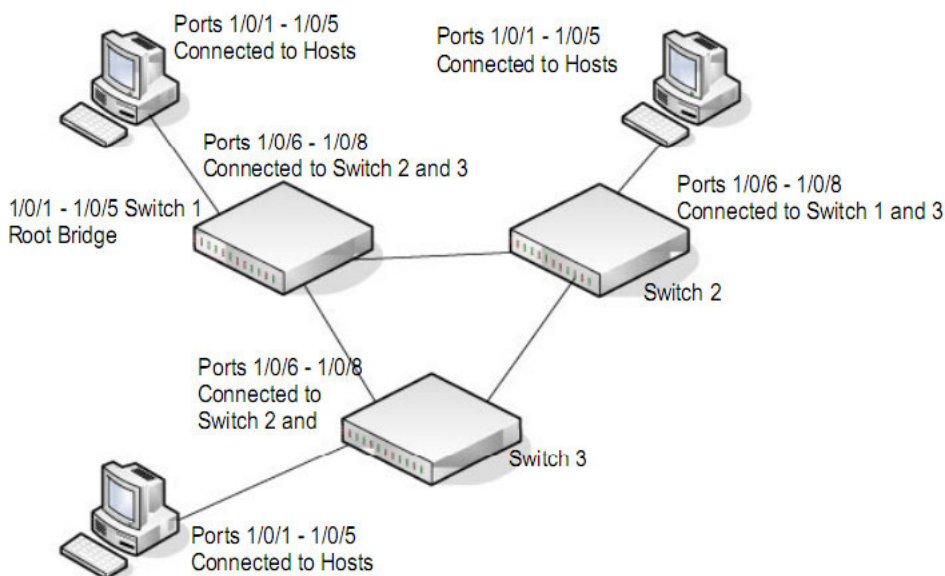 Ports 1/0/1 - 1/0/5
Connected to Hosts
Ports 1/0/1 - 1/0/5
Connected to Hosts
Ports 1/0/6 - 1/0/8
Connected to Switch 2 and 3
Ports 1/0/6 - 1/0/8
Connected to Switch 1 and 3
1/0/1 - 1/0/5 Switch 1
Root Bridge
Switch 2
Ports 1/0/6 - 1/0/8
Connected to
Switch 2 and
Switch 3
Ports 1/0/1 - 1/0/5
Connected to Hosts